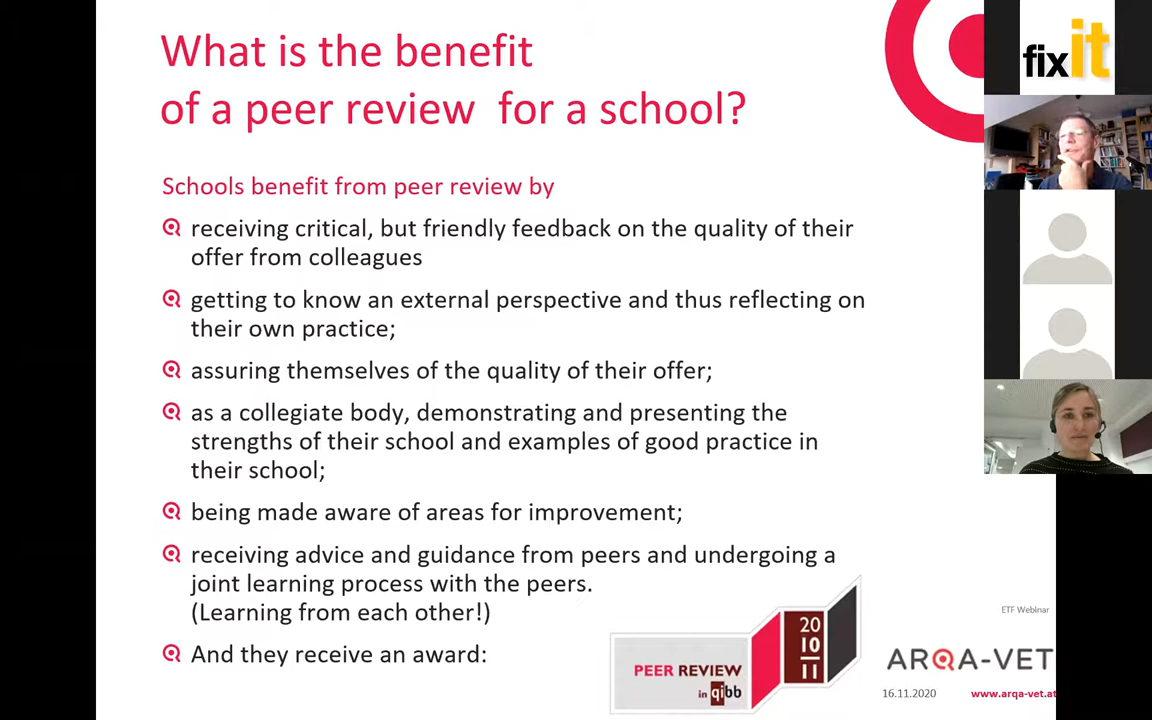 What is the benefit
of a peer review for a school?
Schools benefit from peer review by
receiving critical, but friendly feedback on the quality of their
offer from colleagues
getting to know an external perspective and thus reflecting on
their own practice;
assuring themselves of the quality of their offer;
as a collegiate body, demonstrating and presenting the
strengths of their school and examples of good practice in
their school;
being made aware of areas for improvement;
receiving advice and guidance from peers and undergoing a
joint learning process with the peers.
(Learning from each other!)
And they receive an award:
PEER REVIEW
in qibb
20
10
11
fixit
ETF Webinar
ARQA-VET
16.11.2020 www.arqa-vet.at